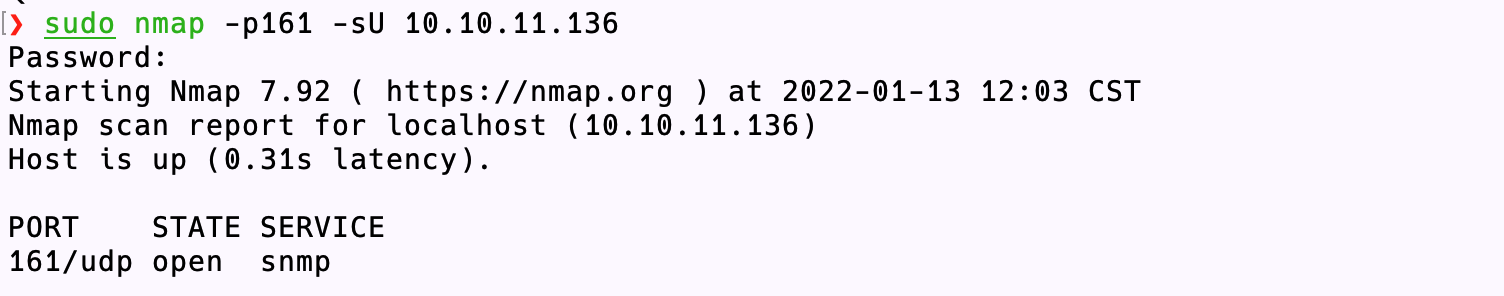 [❯ sudo nmap -p161 -sU 10.10.11.136
Password:
Starting Nmap 7.92 ( https://nmap.org ) at 2022-01-13 12:03 CST
Nmap scan report for localhost (10.10.11.136)
Host is up (0.31s latency).
PORT    STATE SERVICE
161/udp open  snmp